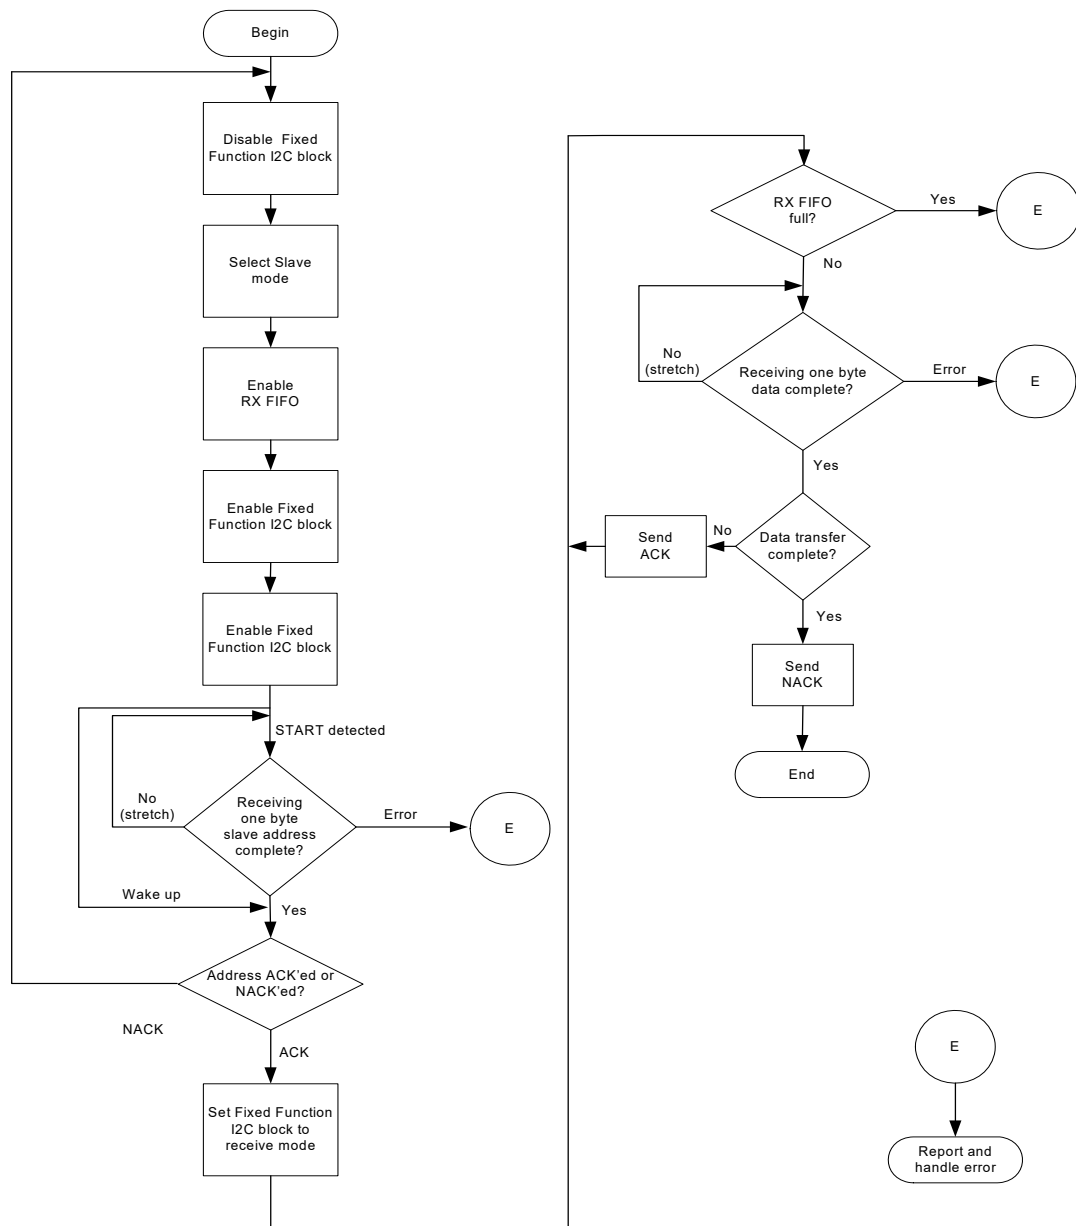 Begin
Disable Fixed
Function I2C block
Select Slave
mode
Enable
RX FIFO
Enable Fixed
Function I2C block
Enable Fixed
Function I2C block
START detected
No
(stretch)
Receiving
one byte
slave address
complete?
Error
E
Wake up
Yes
Address ACK'ed or
NACK'ed?
NACK
ACK
Set Fixed Function
I2C block to
receive mode
RX FIFO
full?
Yes
E
No
No
(stretch)
Receiving one byte
data complete?
Error
E
Yes
Data transfer
complete?
No
Send
ACK
Yes
Send
NACK
End
E
Report and
handle error